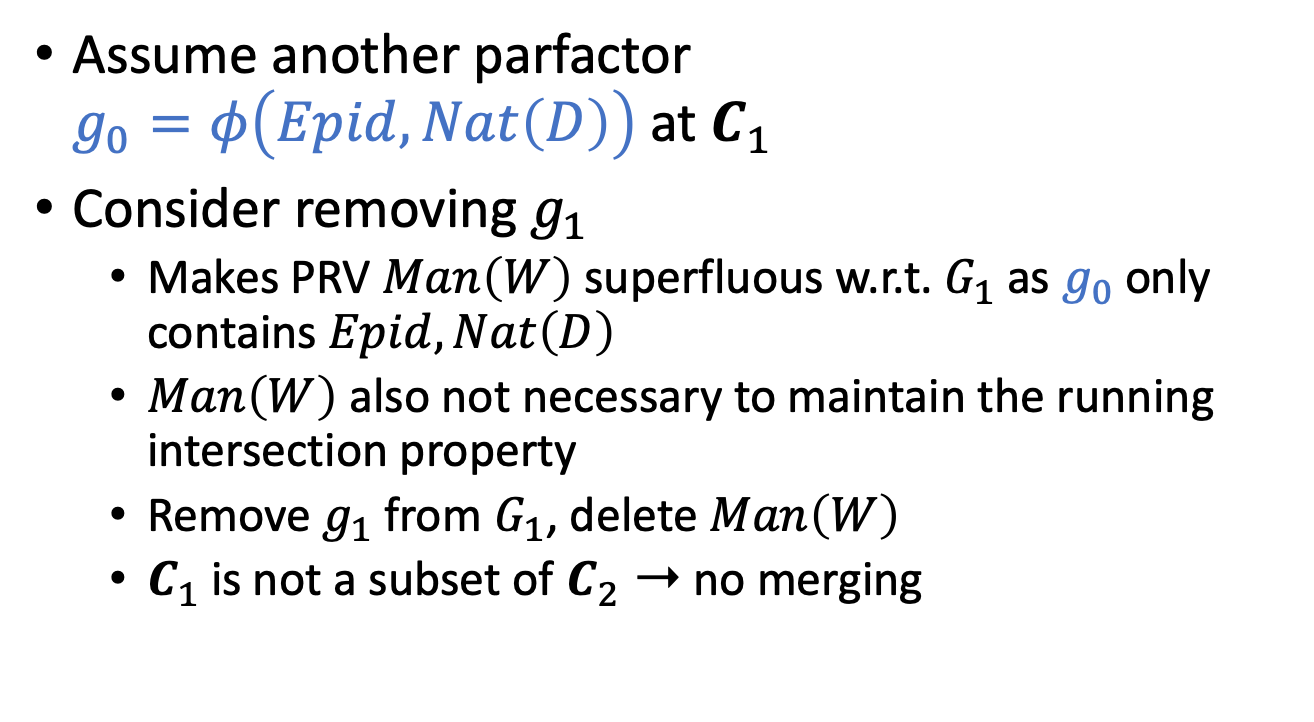 • Assume another parfactor
g₀ = ϕ(Epid, Nat(D)) at C₁
• Consider removing g₁
• Makes PRV Man(W) superfluous w.r.t. G₁ as g₀ only
contains Epid, Nat(D)
• Man(W) also not necessary to maintain the running
intersection property
• Remove g₁ from G₁, delete Man(W)
• C₁ is not a subset of C₂ → no merging